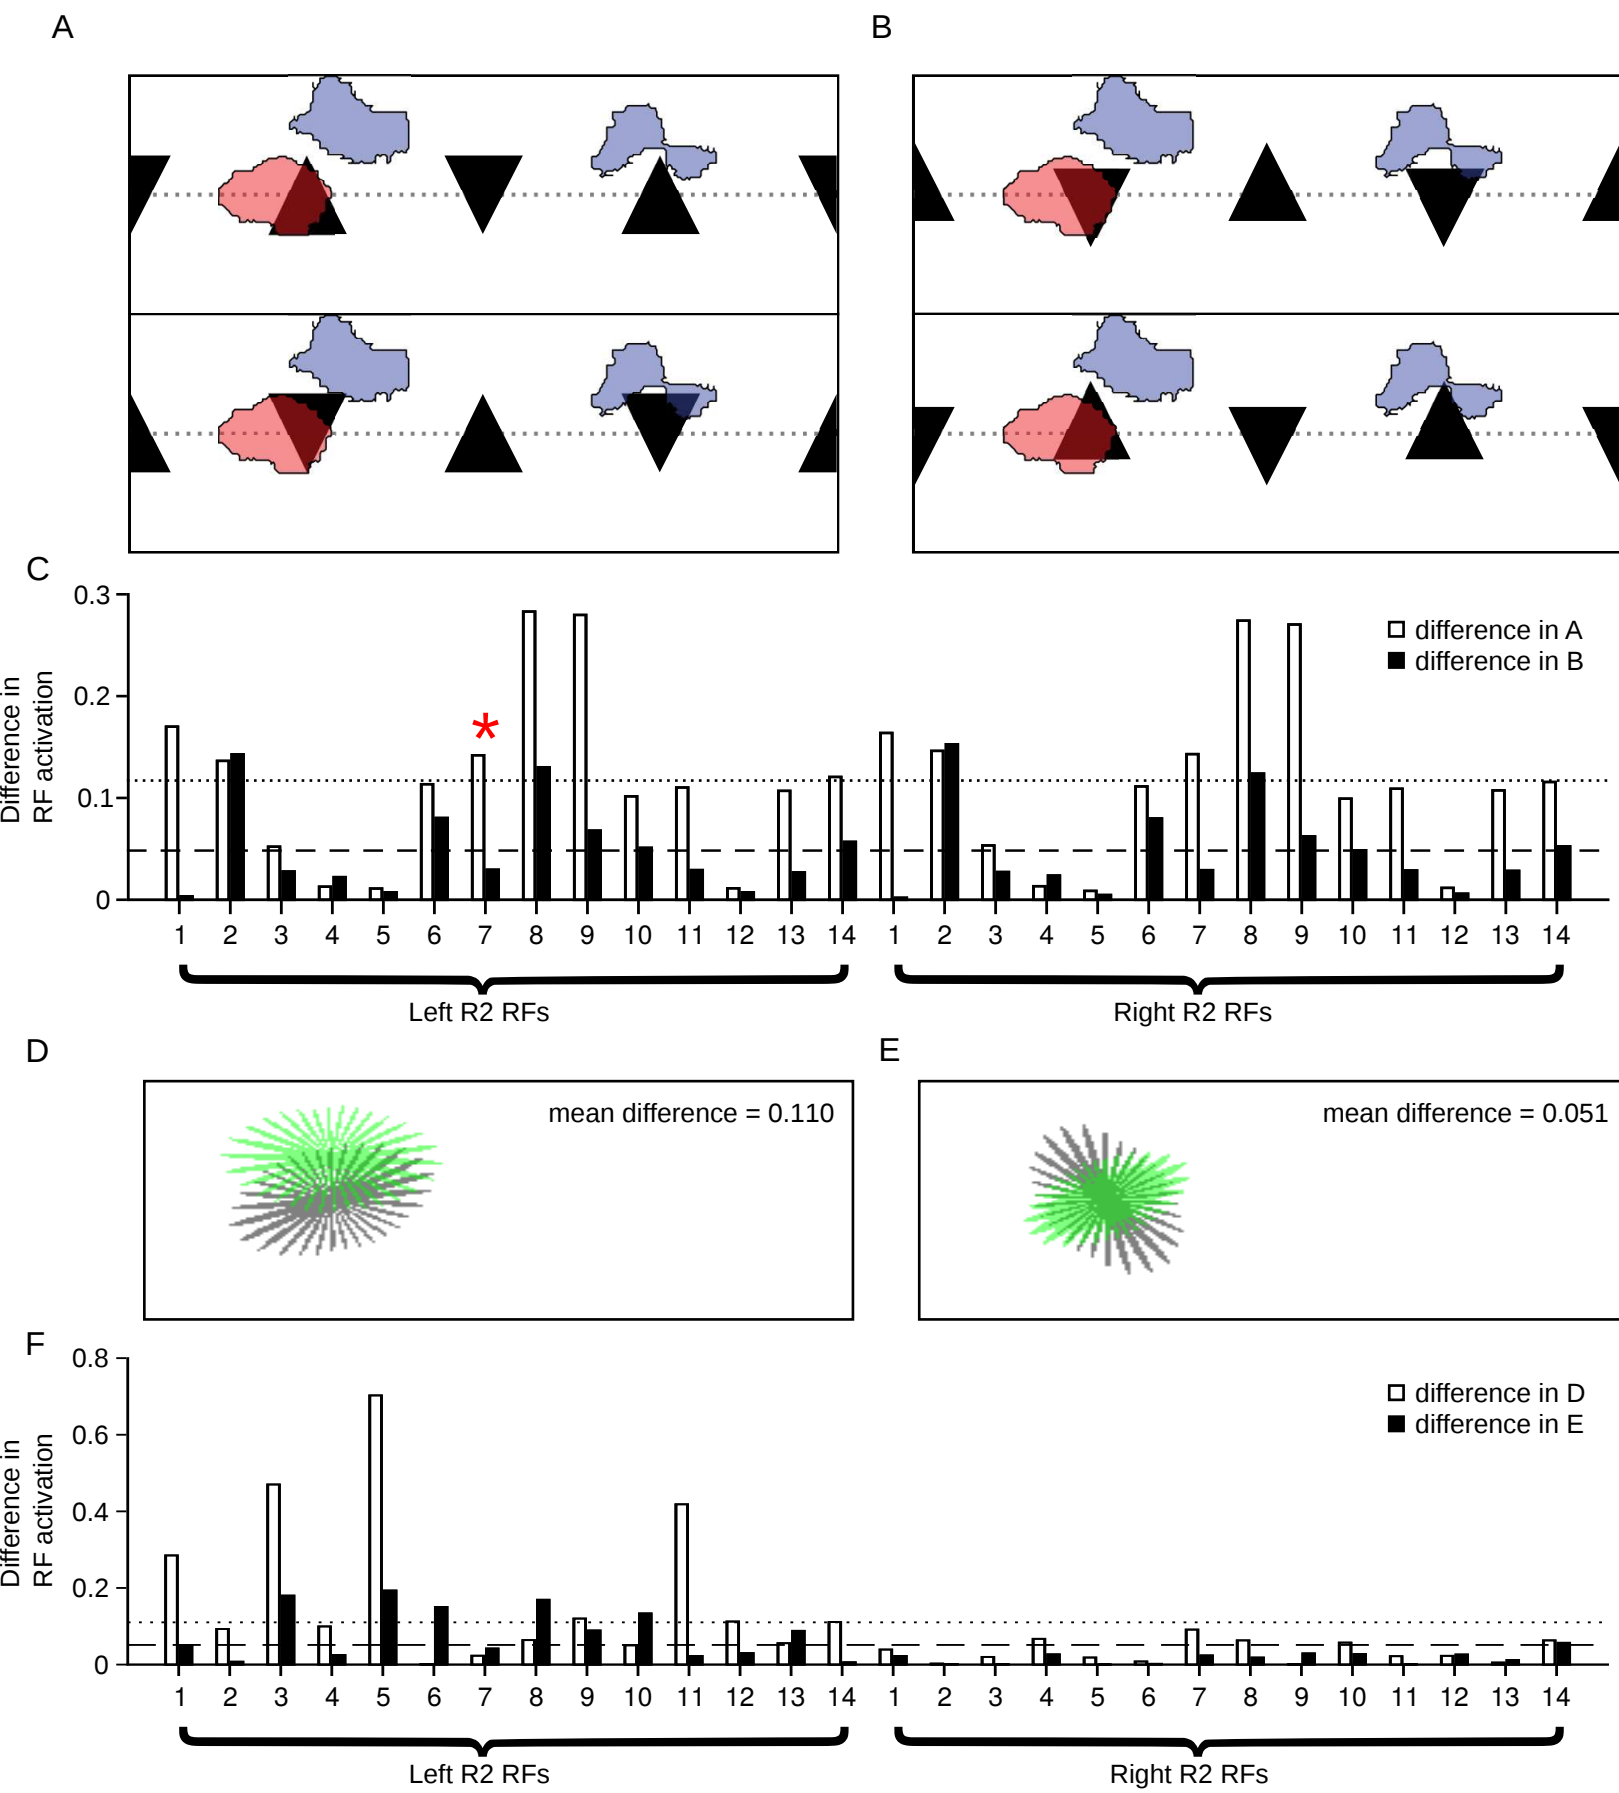 A
B
C
Difference in
RF activation
0.3
0.2
0.1
0
*
difference in A
difference in B
1 2 3 4 5 6 7 8 9 10 11 12 13 14 1 2 3 4 5 6 7 8 9 10 11 12 13 14
Left R2 RFs
Right R2 RFs
D
mean difference = 0.110
E
mean difference = 0.051
F
Difference in
RF activation
0.8
0.6
0.4
0.2
0
difference in D
difference in E
1 2 3 4 5 6 7 8 9 10 11 12 13 14 1 2 3 4 5 6 7 8 9 10 11 12 13 14
Left R2 RFs
Right R2 RFs